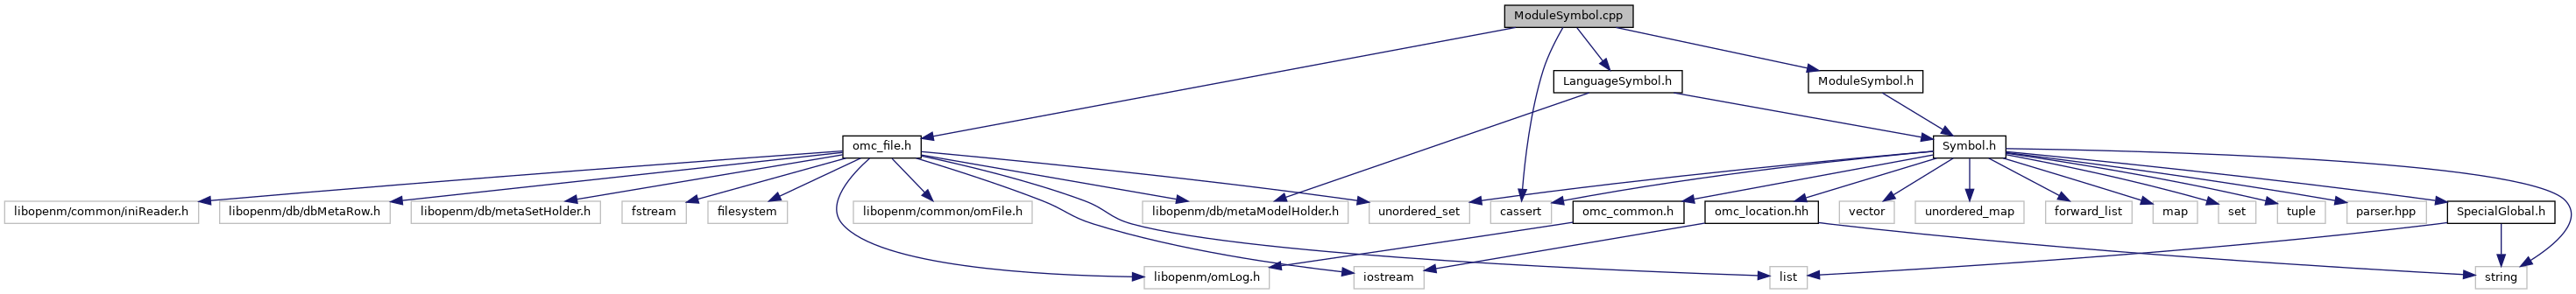 ModuleSymbol.cpp
LanguageSymbol.h
ModuleSymbol.h
omc_file.h
Symbol.h
libopenm/common/iniReader.h
libopenm/db/dbMetaRow.h
libopenm/db/metaSetHolder.h
fstream
filesystem
libopenm/common/omFile.h
libopenm/db/metaModelHolder.h
unordered_set
cassert
omc_common.h
omc_location.hh
vector
unordered_map
forward_list
map
set
tuple
parser.hpp
SpecialGlobal.h
libopenm/omLog.h
iostream
list
string